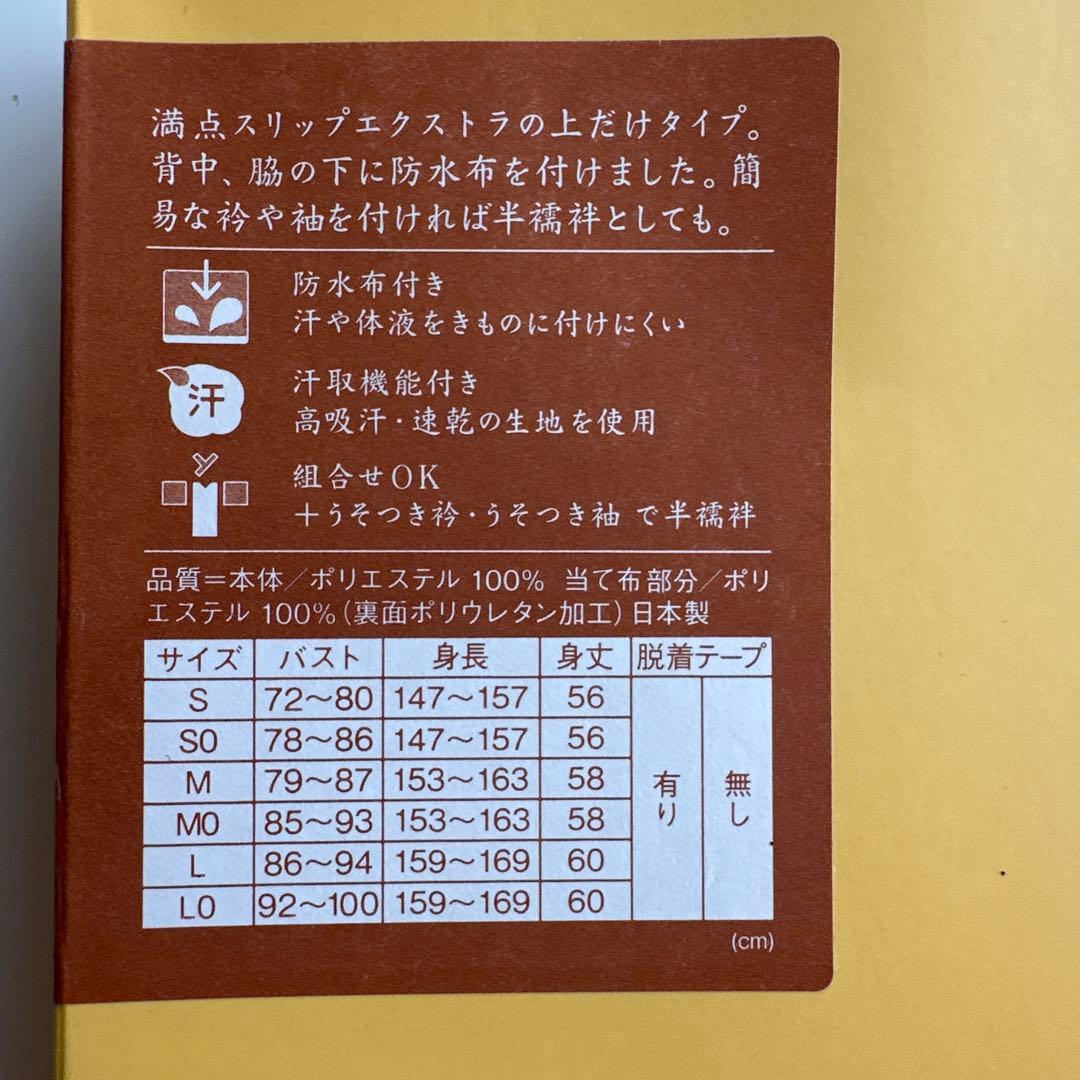 満点スリップエクストラの上だけタイプ。
背中、脇の下に防水布を付けました。簡
易な衿や袖を付ければ半襦袢としても。
防水布付き
汗や体液をきものに付けにくい
汗
汗取機能付き
高吸汗・速乾の生地を使用
組合せOK
＋うそつき衿・うそつき袖 で半襦袢
品質＝本体／ポリエステル 100% 当て布部分／ポリ
エステル 100%（裏面ポリウレタン加工）日本製
サイズ バスト 身長 身丈 脱着テープ
S 72〜80 147〜157 56
S0 78〜86 147〜157 56
M 79〜87 153〜163 58
M0 85〜93 153〜163 58
L 86〜94 159〜169 60
L0 92〜100 159〜169 60
有り
無し
(cm)